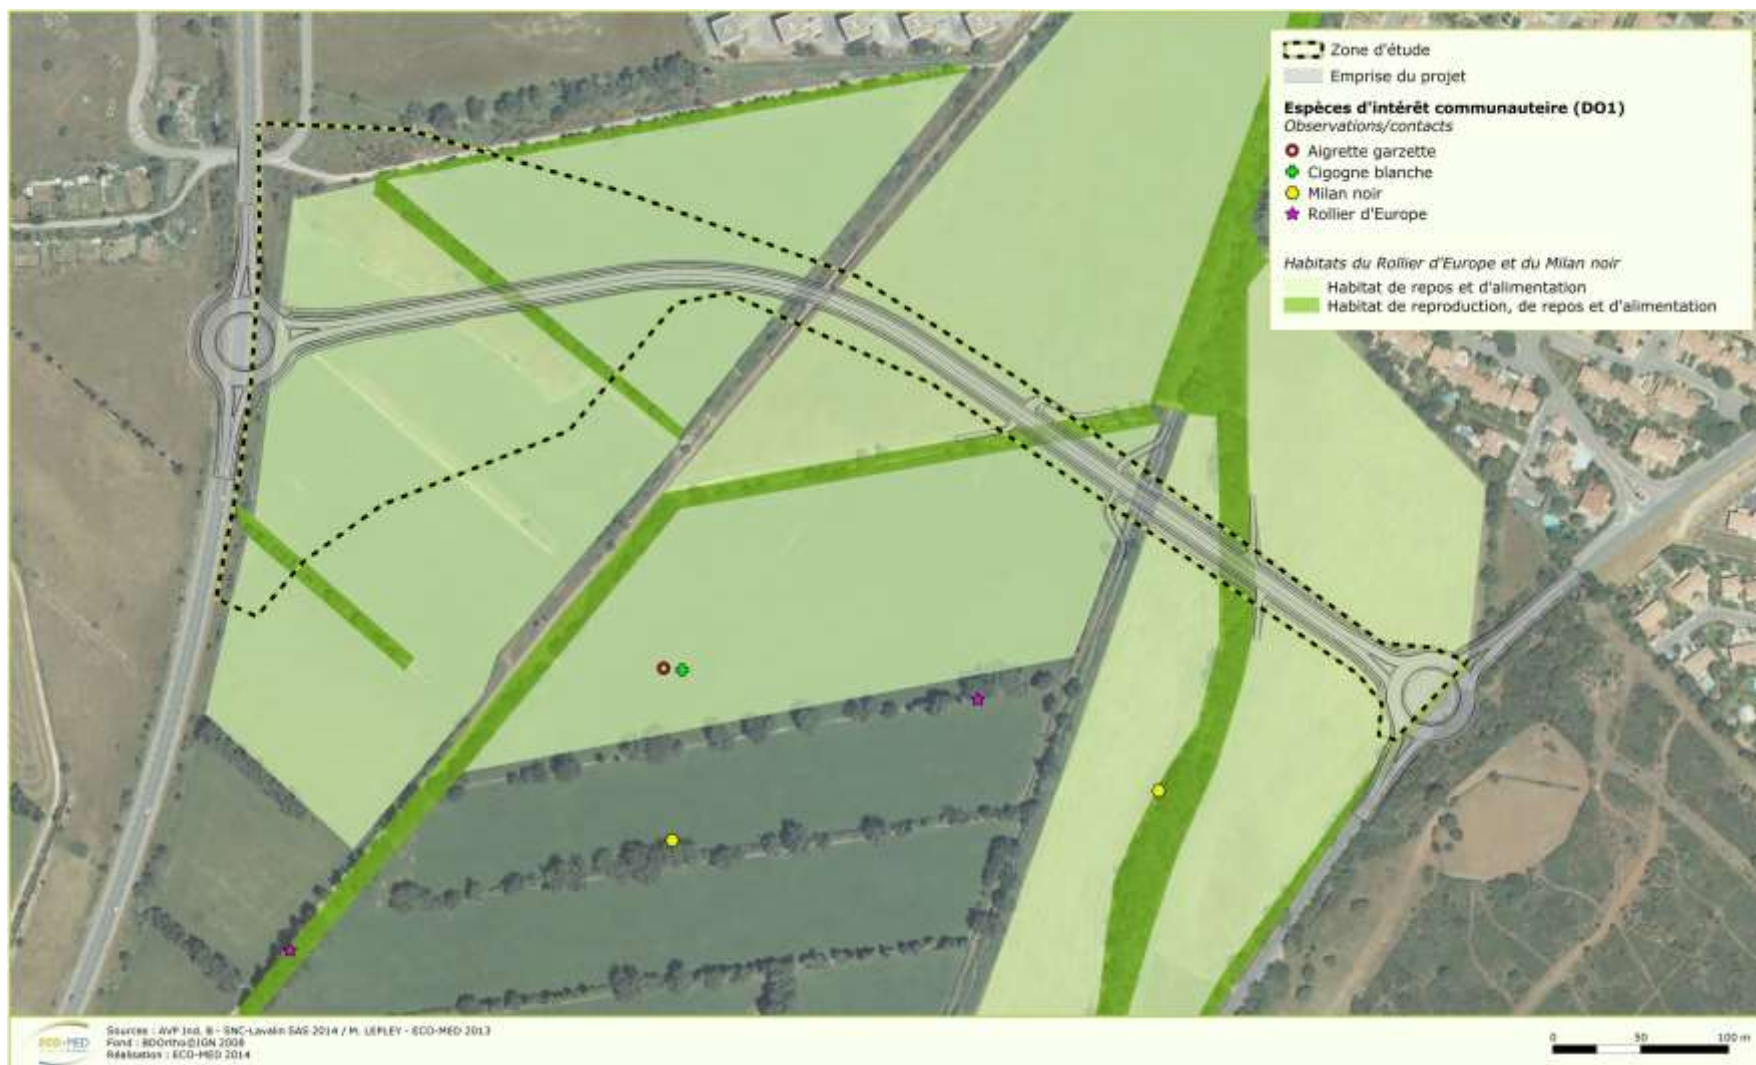 Zone d'étude
Emprise du projet
Espèces d'intérêt communauteire (DO1)
Observations/contacts
Aigrette garzette
Cigogne blanche
Milan noir
Rollier d'Europe
Habitats du Rollier d'Europe et du Milan noir
Habitat de repos et d'alimentation
Habitat de reproduction, de repos et d'alimentation
ECO-MED
Sources : AVP Ind. B - SNC-Lavalin SAS 2014 / M. LEPLEY - ECO-MED 2013
Fond : BDOrtho©IGN 2008
Réalisation : ECO-MED 2014
0 50 100 m